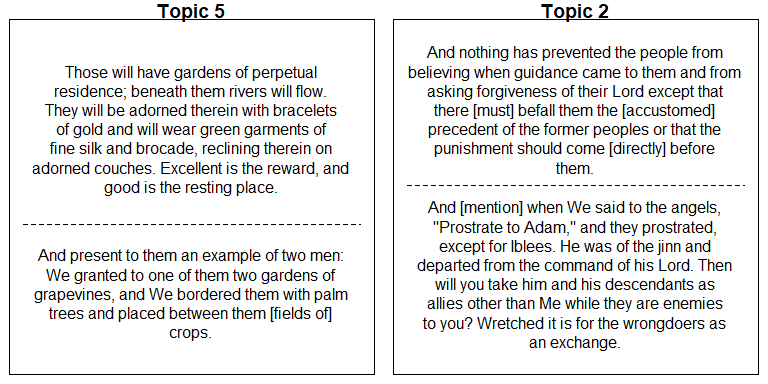 Topic 5
Those will have gardens of perpetual
residence; beneath them rivers will flow.
They will be adorned therein with bracelets
of gold and will wear green garments of
fine silk and brocade, reclining therein on
adorned couches. Excellent is the reward, and
good is the resting place.
And present to them an example of two men:
We granted to one of them two gardens of
grapevines, and We bordered them with palm
trees and placed between them [fields of]
crops.
Topic 2
And nothing has prevented the people from
believing when guidance came to them and from
asking forgiveness of their Lord except that
there [must] befall them the [accustomed]
precedent of the former peoples or that the
punishment should come [directly] before
them.
And [mention] when We said to the angels,
"Prostrate to Adam," and they prostrated,
except for Iblees. He was of the jinn and
departed from the command of his Lord. Then
will you take him and his descendants as
allies other than Me while they are enemies
to you? Wretched it is for the wrongdoers as
an exchange.